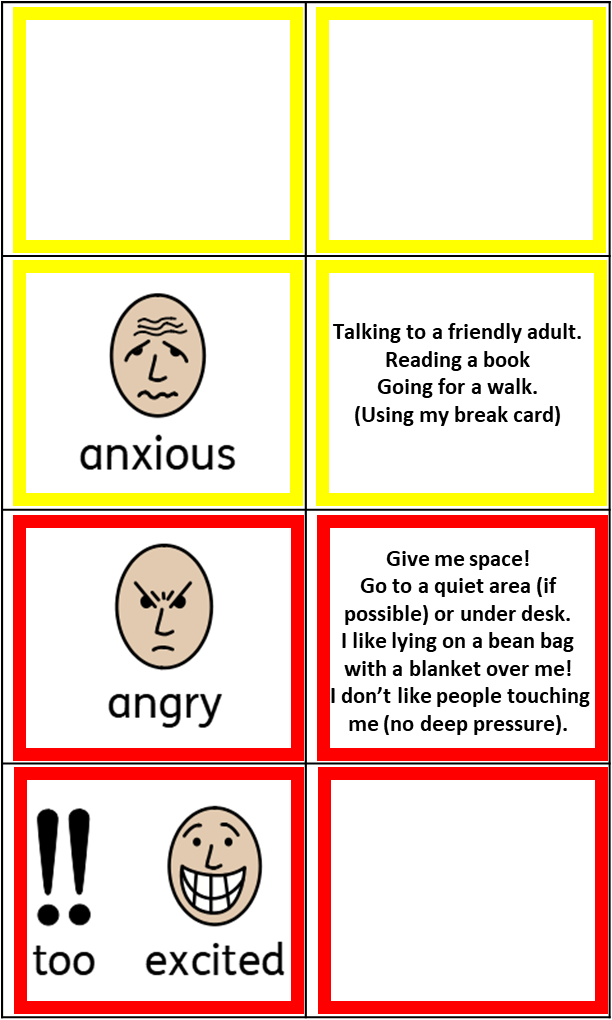 anxious
Talking to a friendly adult.
Reading a book
Going for a walk.
(Using my break card)
angry
Give me space!
Go to a quiet area (if
possible) or under desk.
I like lying on a bean bag
with a blanket over me!
I don’t like people touching
me (no deep pressure).
!!
too excited